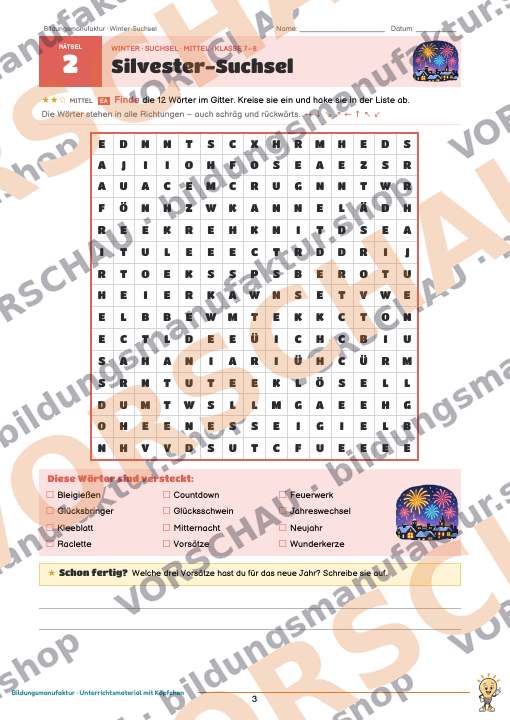 Bildungsmanufaktur · Winter-Suchsel Name: Datum:
RÄTSEL
2
WINTER · SUCHSEL · MITTEL · KLASSE 7–8
Silvester-Suchsel
★★☆ MITTEL EA Finde die 12 Wörter im Gitter. Kreise sie ein und hake sie in der Liste ab.
Die Wörter stehen in alle Richtungen – auch schräg und rückwärts.
E D N N T S C X H R M H E D S
A J I I O H F O S E A E Z S R
A U A C E M C R U G N N T W R
F Ö N H Z W K A N N E L Ä D H
R E E K R E H K N I T D S E A
I T U L E E E C T R D D R I J
R T O E K S S P S B E R O T U
H E I E R K A W N S E T V W E
E L B B E W M T E K K C T O N
E C T L D E E Ü I C H C B I U
S A H A N I A R I Ü H C Ü R M
S R N T U T E E K L Ö S E L L
D U M T W S L L M G A E E H G
O H E E N E S S E I G I E L B
N H V V D S U T C F U E E E E
Diese Wörter sind versteckt:
Bleigießen Countdown Feuerwerk
Glücksbringer Glücksschwein Jahreswechsel
Kleeblatt Mitternacht Neujahr
Raclette Vorsätze Wunderkerze
★ Schon fertig? Welche drei Vorsätze hast du für das neue Jahr? Schreibe sie auf.
Bildungsmanufaktur · Unterrichtsmaterial mit Köpfchen
3
VORSCHAU · bildungsmanufaktur.shop